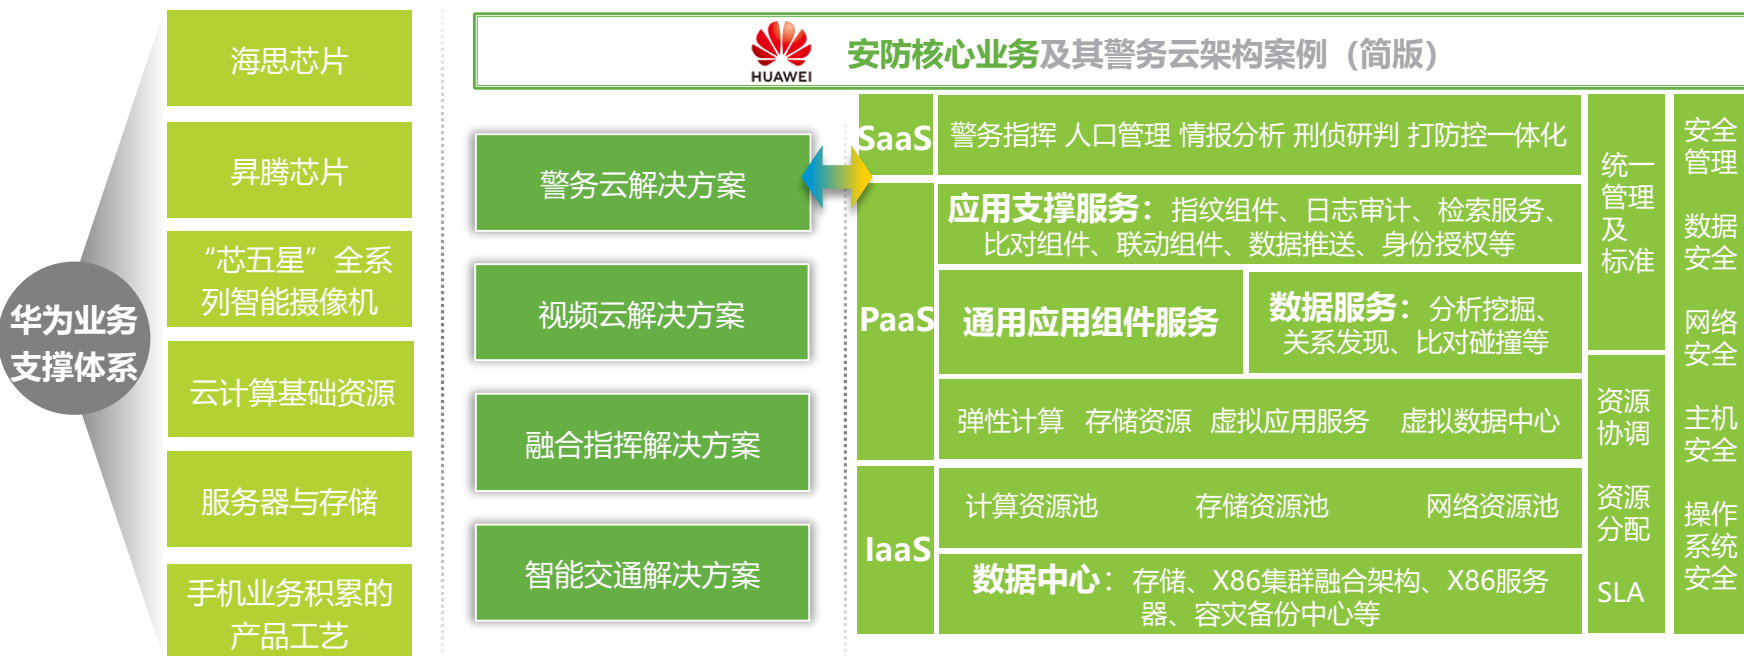 华为业务
支撑体系
海思芯片
昇腾芯片
“芯五星”全系
列智能摄像机
云计算基础资源
服务器与存储
手机业务积累的
产品工艺
HUAWEI
安防核心业务及其警务云架构案例（简版）
警务云解决方案
视频云解决方案
融合指挥解决方案
智能交通解决方案
SaaS
警务指挥 人口管理 情报分析 刑侦研判 打防控一体化
PaaS
应用支撑服务：指纹组件、日志审计、检索服务、
比对组件、联动组件、数据推送、身份授权等
通用应用组件服务
数据服务：分析挖掘、
关系发现、比对碰撞等
弹性计算 存储资源 虚拟应用服务 虚拟数据中心
IaaS
计算资源池 存储资源池 网络资源池
数据中心：存储、X86集群融合架构、X86服务
器、容灾备份中心等
统一
管理
及
标准
资源
协调
资源
分配
SLA
安全
管理
数据
安全
网络
安全
主机
安全
操作
系统
安全